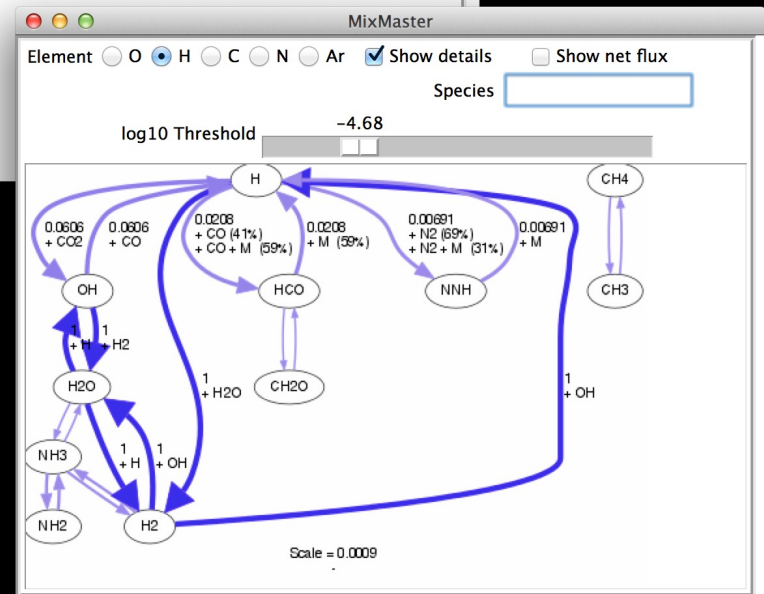 MixMaster
Element O H C N Ar Show details Show net flux
Species
-4.68
log10 Threshold
H
CH4
0.0606
+ CO2
0.0606
+ CO
0.0208
+ CO (41%)
+ CO + M (59%)
0.0208
+ M (59%)
0.00691
+ N2 (69%)
+ N2 + M (31%)
0.00691
+ M
OH
HCO
NNH
CH3
1
+ H
1
+ H2
H2O
CH2O
1
+ H2O
1
+ OH
1
+ H
1
+ OH
NH3
NH2
H2
Scale = 0.0009